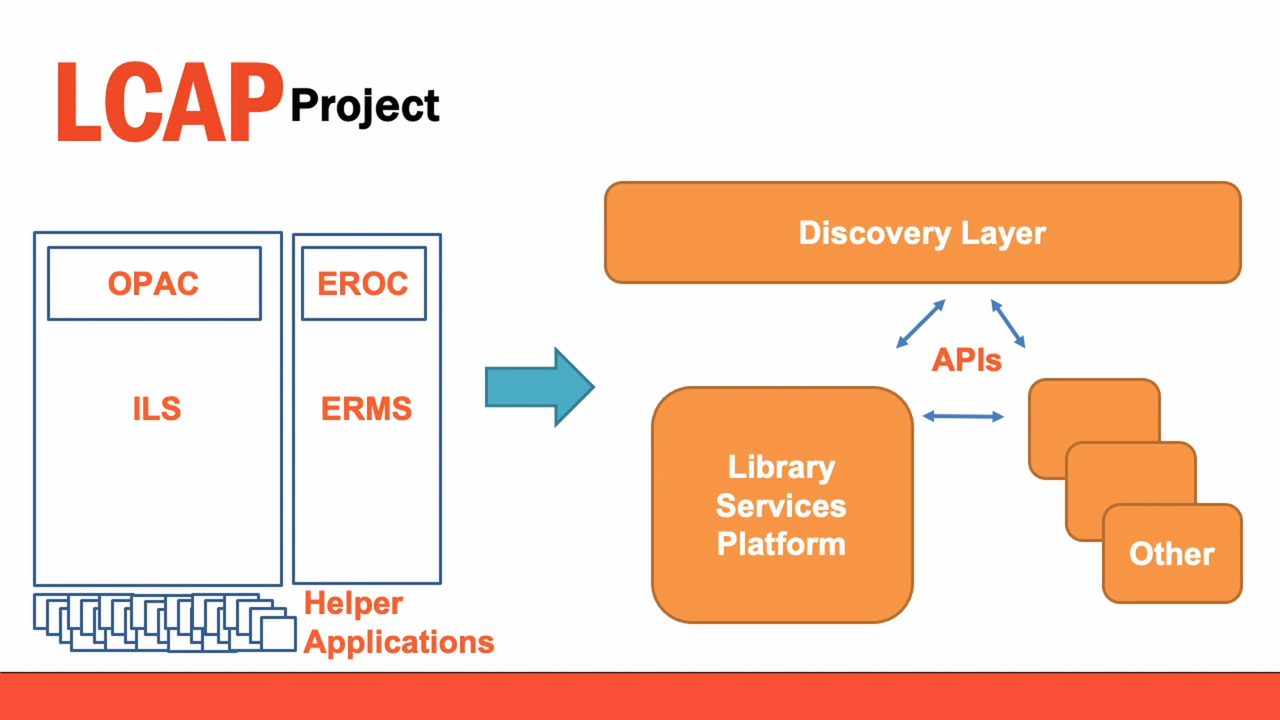 LCAP Project
OPAC
EROC
ILS
ERMS
Helper
Applications
Discovery Layer
APIs
Library
Services
Platform
Other